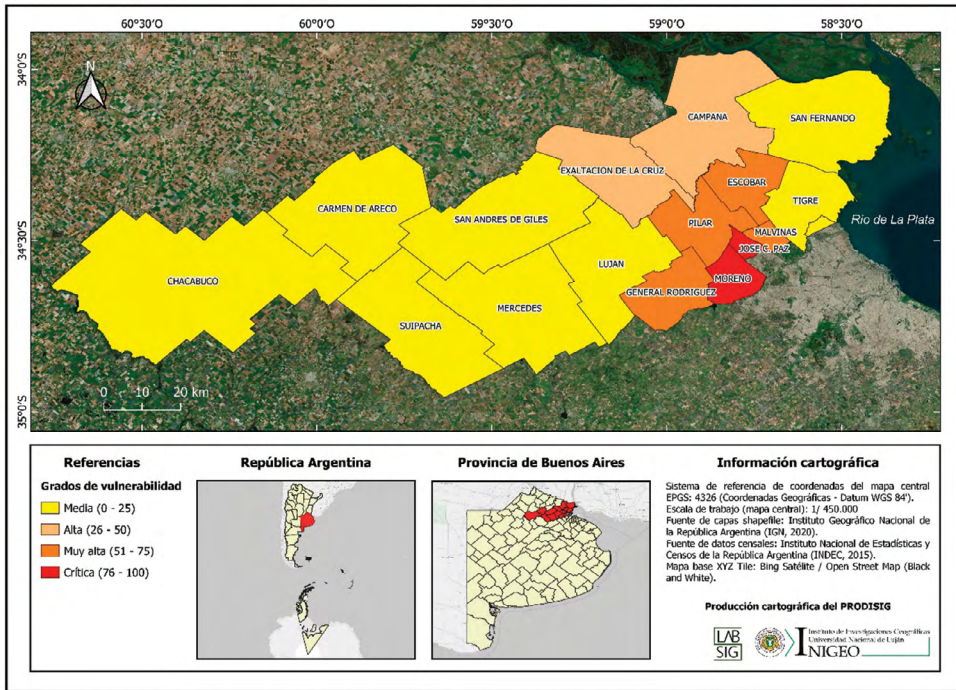 60°30'S 60°0'S 59°30'S 59°0'S 58°30'S
34°0'S
34°30'S
35°0'S
N
CAMPANA
SAN FERNANDO
EXALTACION DE LA CRUZ
ESCOBAR
CARMEN DE ARECO
TIGRE
SAN ANDRES DE GILES
PILAR
Rio de La Plata
MALVINAS
JOSE C. PAZ
LUJAN
CHACABUCO
MORENO
GENERAL RODRIGUEZ
MERCEDES
SUIPACHA
0 10 20 km
Referencias
Grados de vulnerabilidad
Media (0 - 25)
Alta (26 - 50)
Muy alta (51 - 75)
Crítica (76 - 100)
República Argentina
Provincia de Buenos Aires
Información cartográfica
Sistema de referencia de coordenadas del mapa central
EPGS: 4326 (Coordenadas Geográficas - Datum WGS 84').
Escala de trabajo (mapa central): 1/ 450.000
Fuente de capas shapefile: Instituto Geográfico Nacional de
la República Argentina (IGN, 2020).
Fuente de datos censales: Instituto Nacional de Estadísticas y
Censos de la República Argentina (INDEC, 2015).
Mapa base XYZ Tile: Bing Satélite / Open Street Map (Black
and White).
Producción cartográfica del PRODISIG
LAB
SIG
Instituto de Investigaciones Geográficas
Universidad Nacional de Luján
INIGEO